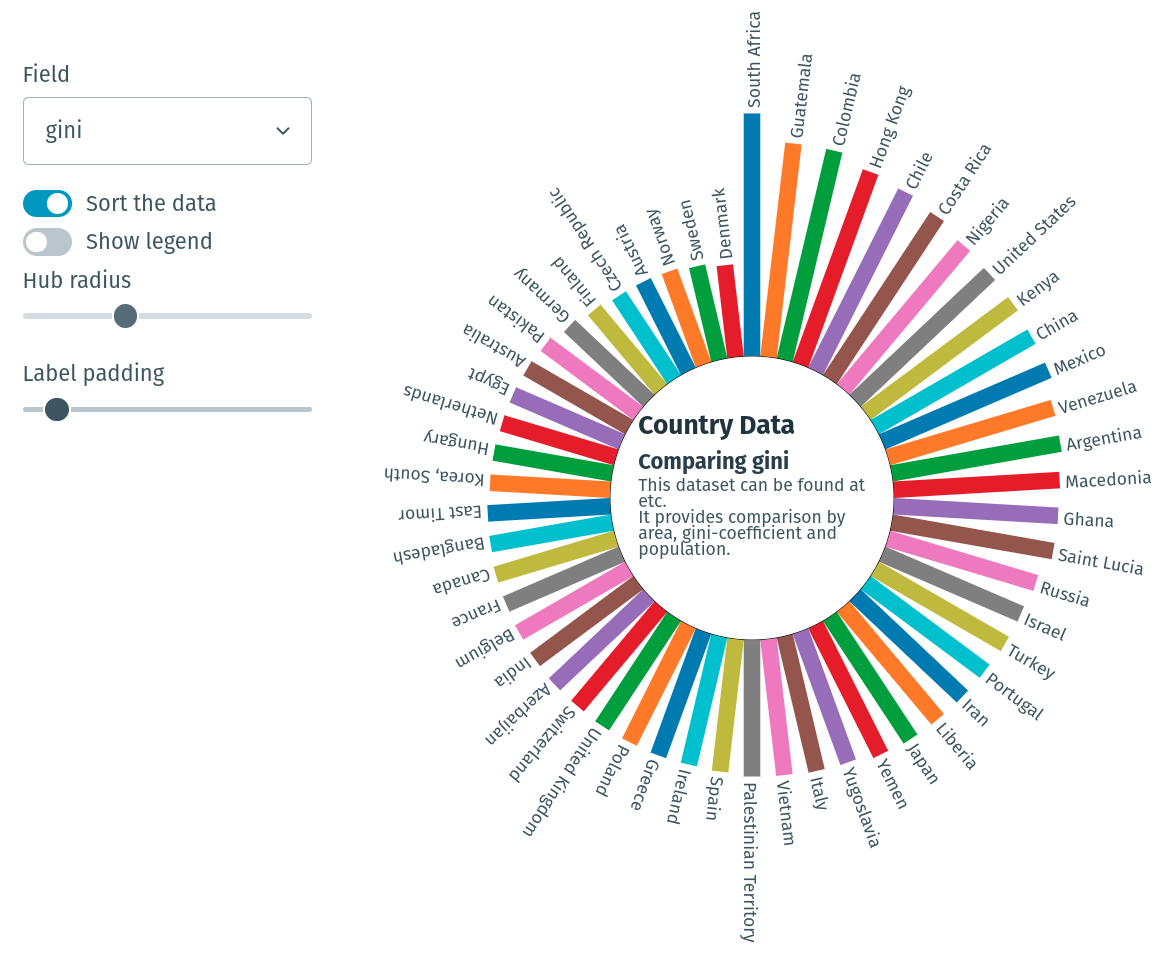 Field
gini
Sort the data
Show legend
Hub radius
Label padding
Country Data
Comparing gini
This dataset can be found at
etc.
It provides comparison by
area, gini-coefficient and
population.
South Africa
Guatemala
Colombia
Hong Kong
Chile
Costa Rica
Nigeria
United States
Kenya
China
Mexico
Venezuela
Argentina
Macedonia
Ghana
Saint Lucia
Russia
Israel
Turkey
Portugal
Iran
Liberia
Japan
Yemen
Yugoslavia
Italy
Vietnam
Palestinian Territory
Spain
Ireland
Greece
Poland
United Kingdom
Switzerland
Azerbaijan
India
Belgium
France
Canada
Bangladesh
East Timor
Korea, South
Hungary
Netherlands
Egypt
Australia
Pakistan
Germany
Finland
Czech Republic
Austria
Norway
Sweden
Denmark